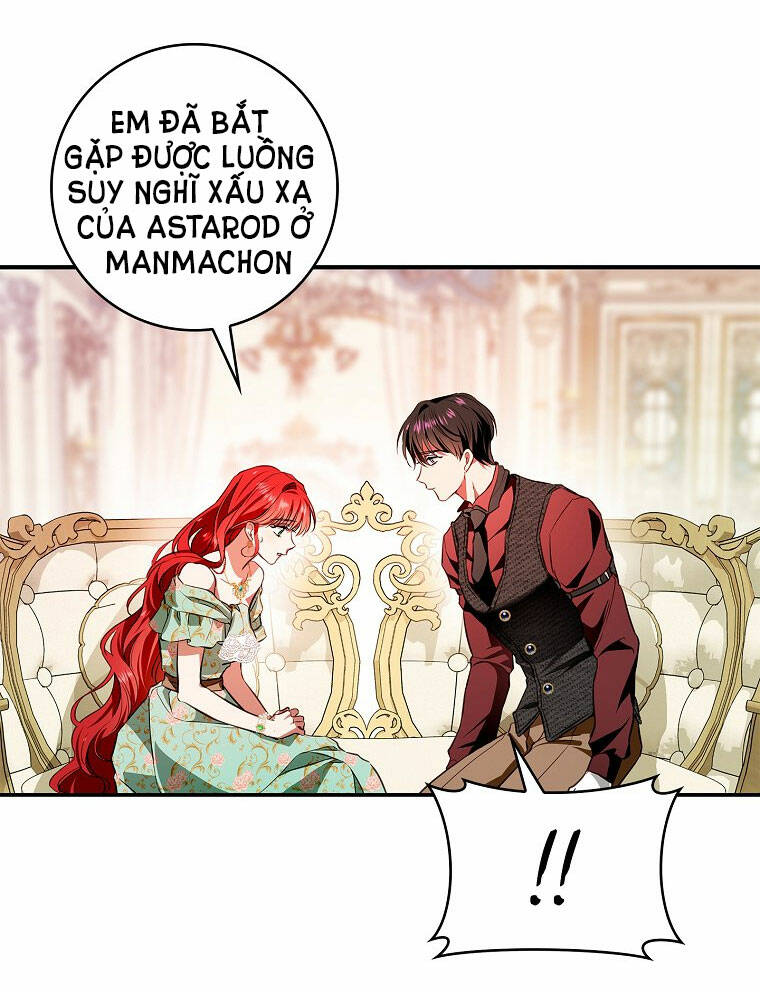 EM ĐÃ BẮT
GẶP ĐƯỢC LUỒNG
SUY NGHĨ XẤU XA
CỦA ASTAROD Ở
MANMACHON
!!